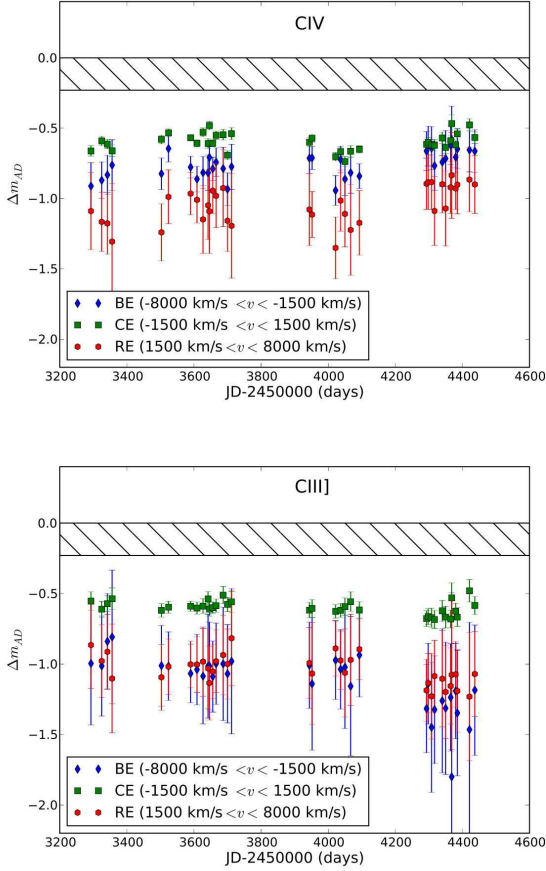 CIV
0.0
−0.5
−1.0
−1.5
−2.0
Δm_AD
BE (-8000 km/s <v< -1500 km/s)
CE (-1500 km/s <v< 1500 km/s)
RE (1500 km/s<v< 8000 km/s)
3200 3400 3600 3800 4000 4200 4400 4600
JD-2450000 (days)
CIII]
0.0
−0.5
−1.0
−1.5
−2.0
Δm_AD
BE (-8000 km/s <v< -1500 km/s)
CE (-1500 km/s <v< 1500 km/s)
RE (1500 km/s<v< 8000 km/s)
3200 3400 3600 3800 4000 4200 4400 4600
JD-2450000 (days)